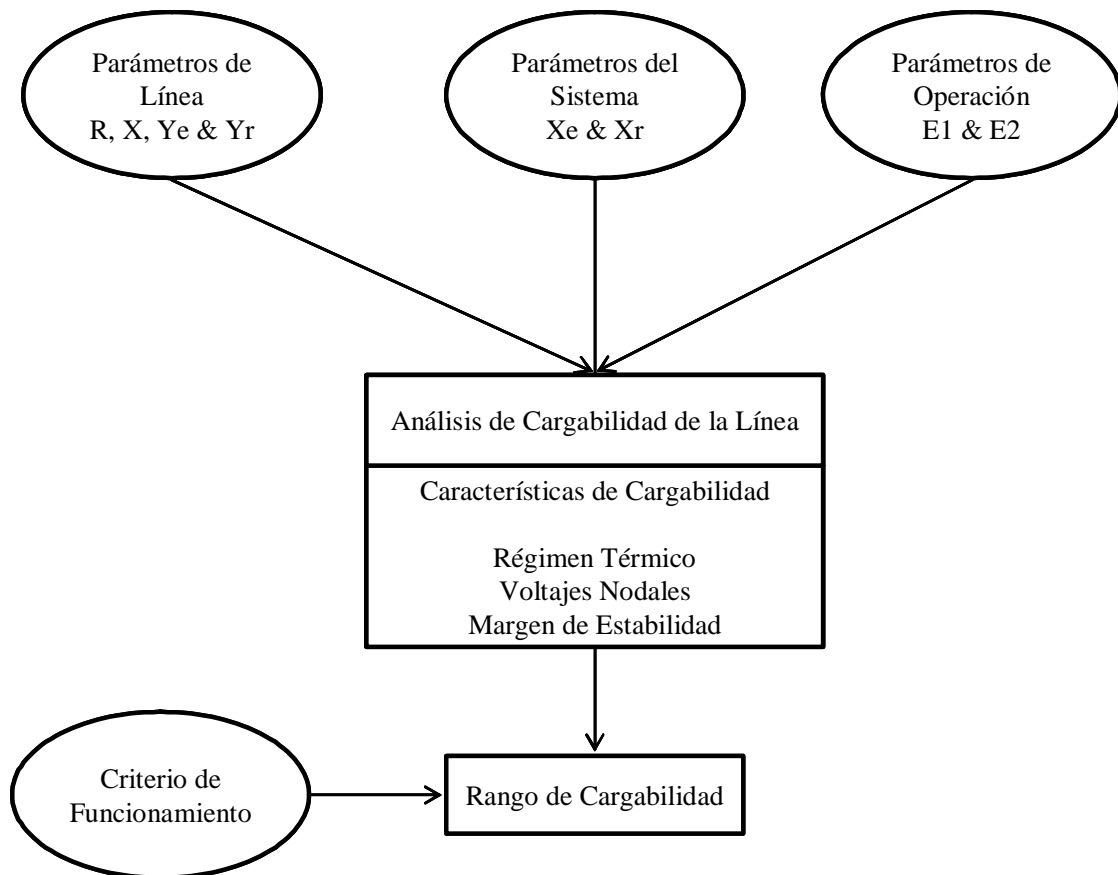 Parámetros de
Línea
R, X, Ye & Yr
Parámetros del
Sistema
Xe & Xr
Parámetros de
Operación
E1 & E2
Análisis de Cargabilidad de la Línea
Características de Cargabilidad
Régimen Térmico
Voltajes Nodales
Margen de Estabilidad
Criterio de
Funcionamiento
Rango de Cargabilidad